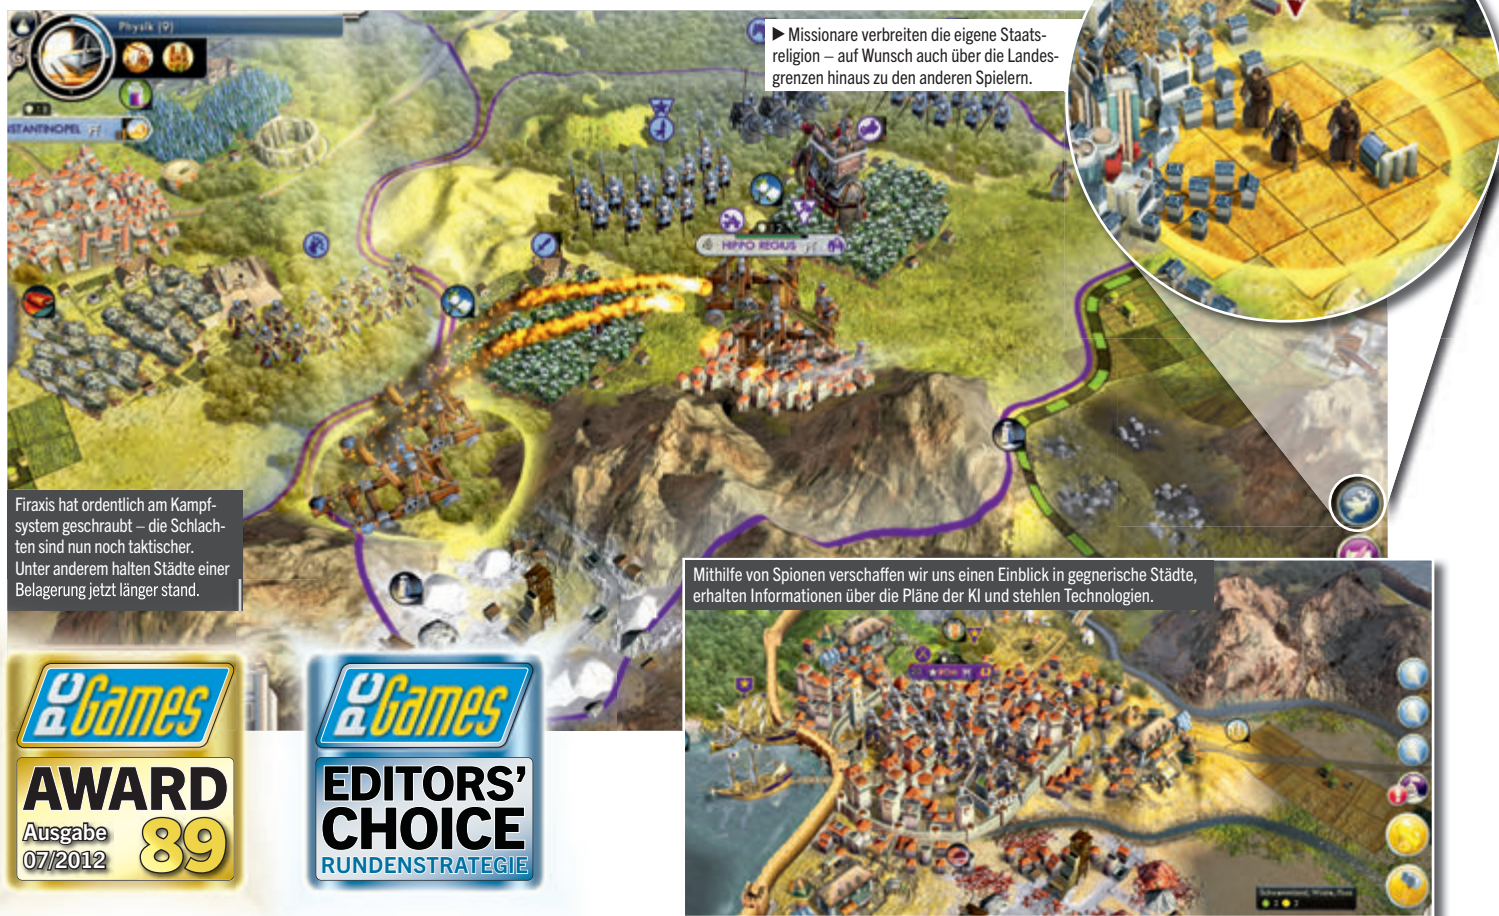 Physik (9)
▶ Missionare verbreiten die eigene Staats-
religion – auf Wunsch auch über die Landes-
grenzen hinaus zu den anderen Spielern.
NSTANTINOPEL
HIPPO REGIUS
Firaxis hat ordentlich am Kampf-
system geschraubt – die Schlach-
ten sind nun noch taktischer.
Unter anderem halten Städte einer
Belagerung jetzt länger stand.
Mithilfe von Spionen verschaffen wir uns einen Einblick in gegnerische Städte,
erhalten Informationen über die Pläne der KI und stehlen Technologien.
PC Games
AWARD
Ausgabe
07/2012
89
PC Games
EDITORS’
CHOICE
RUNDENSTRATEGIE